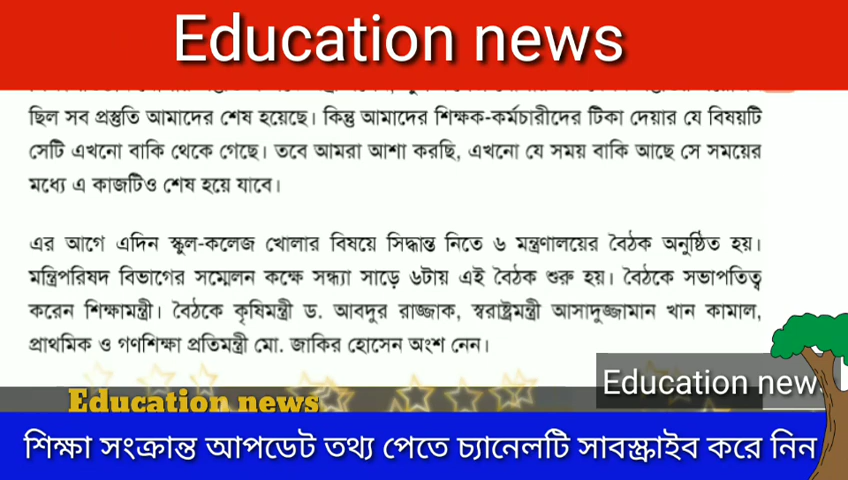 Education news
ছিল সব প্রস্তুতি আমাদের শেষ হয়েছে। কিন্তু আমাদের শিক্ষক-কর্মচারীদের টিকা দেয়ার যে বিষয়টি
সেটি এখনো বাকি থেকে গেছে। তবে আমরা আশা করছি, এখনো যে সময় বাকি আছে সে সময়ের
মধ্যে এ কাজটিও শেষ হয়ে যাবে।
এর আগে এদিন স্কুল-কলেজ খোলার বিষয়ে সিদ্ধান্ত নিতে ৬ মন্ত্রণালয়ের বৈঠক অনুষ্ঠিত হয়।
মন্ত্রিপরিষদ বিভাগের সম্মেলন কক্ষে সন্ধ্যা সাড়ে ৬টায় এই বৈঠক শুরু হয়। বৈঠকে সভাপতিত্ব
করেন শিক্ষামন্ত্রী। বৈঠকে কৃষিমন্ত্রী ড. আবদুর রাজ্জাক, স্বরাষ্ট্রমন্ত্রী আসাদুজ্জামান খান কামাল,
প্রাথমিক ও গণশিক্ষা প্রতিমন্ত্রী মো. জাকির হোসেন অংশ নেন।
Education new
Education news
শিক্ষা সংক্রান্ত আপডেট তথ্য পেতে চ্যানেলটি সাবস্ক্রাইব করে নিন